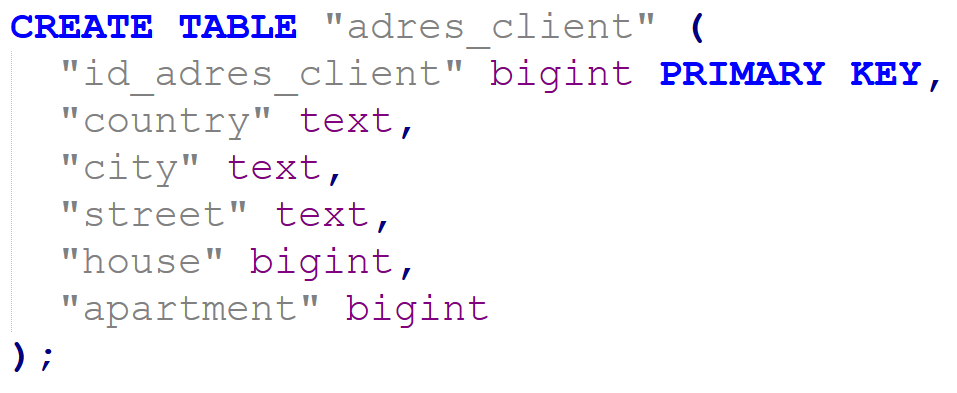 CREATE TABLE "adres_client" (
"id_adres_client" bigint PRIMARY KEY,
"country" text,
"city" text,
"street" text,
"house" bigint,
"apartment" bigint
);